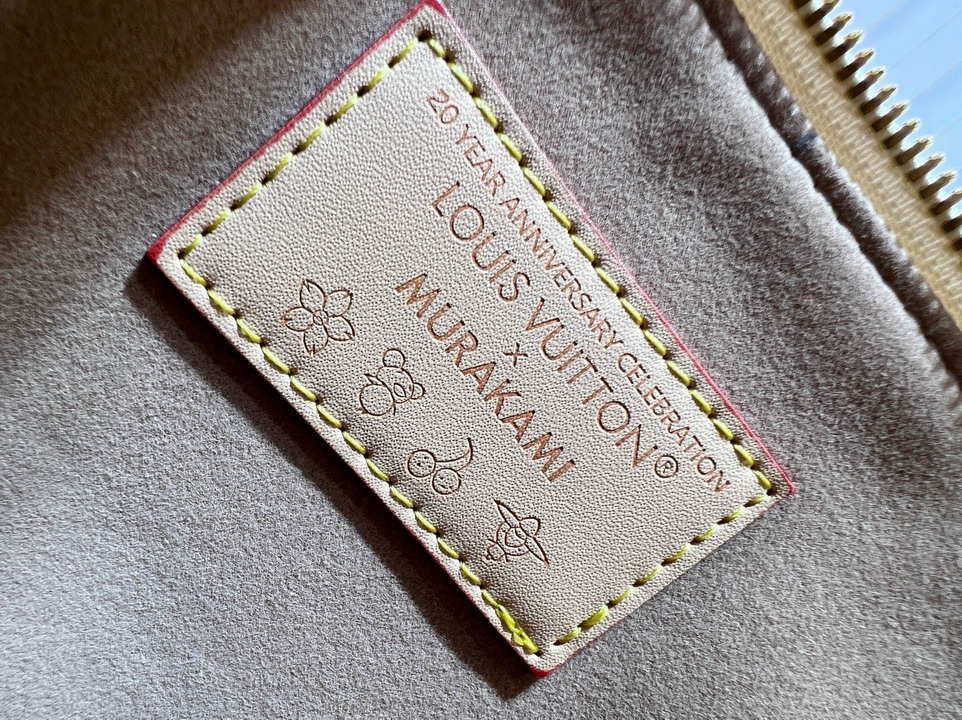 20 YEAR ANNIVERSARY CELEBRATION
LOUIS VUITTON®
×
MURAKAMI